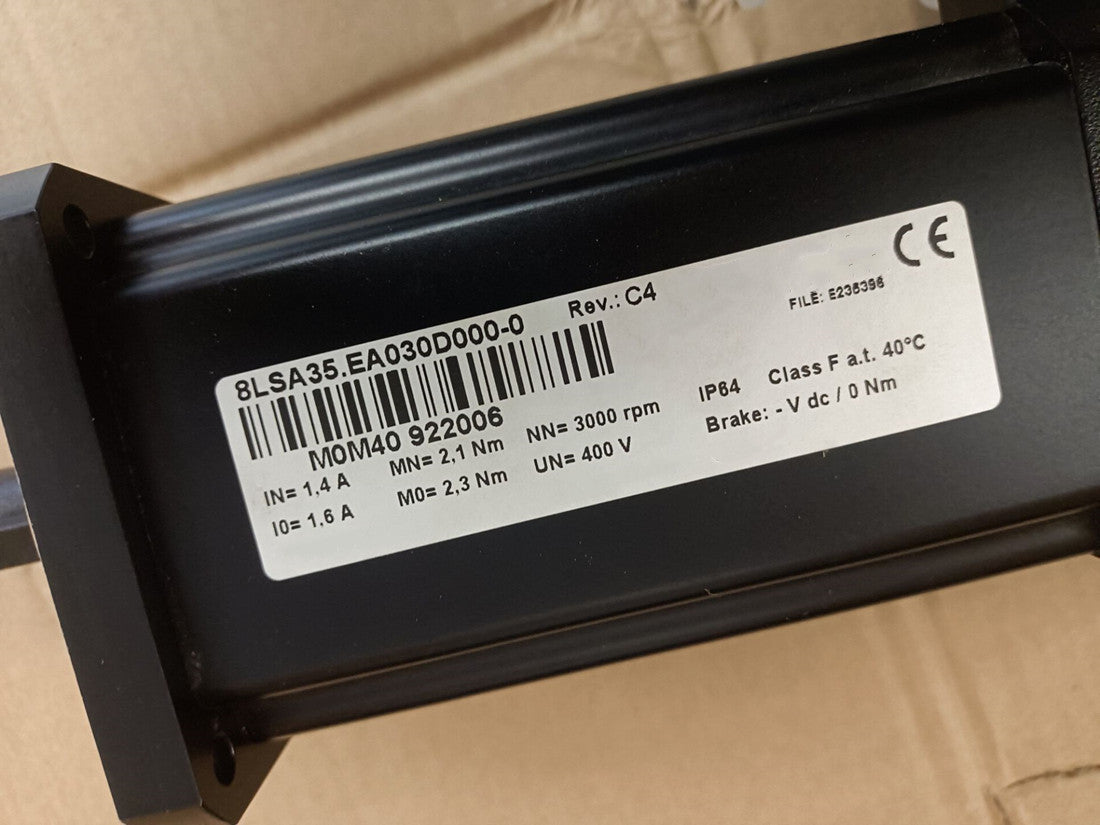 CE
8LSA35.EA030D000-0 Rev.: C4 FILE: E236396
M0M40 922006
IN= 1,4 A MN= 2,1 Nm NN= 3000 rpm IP64 Class F a.t. 40°C
I0= 1,6 A M0= 2,3 Nm UN= 400 V Brake: - V dc / 0 Nm